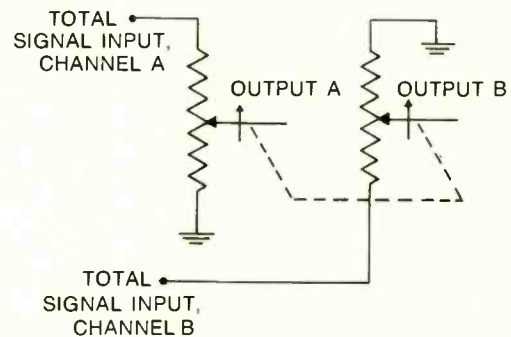 TOTAL
SIGNAL INPUT,
CHANNEL A
OUTPUT A
OUTPUT B
TOTAL
SIGNAL INPUT,
CHANNEL B